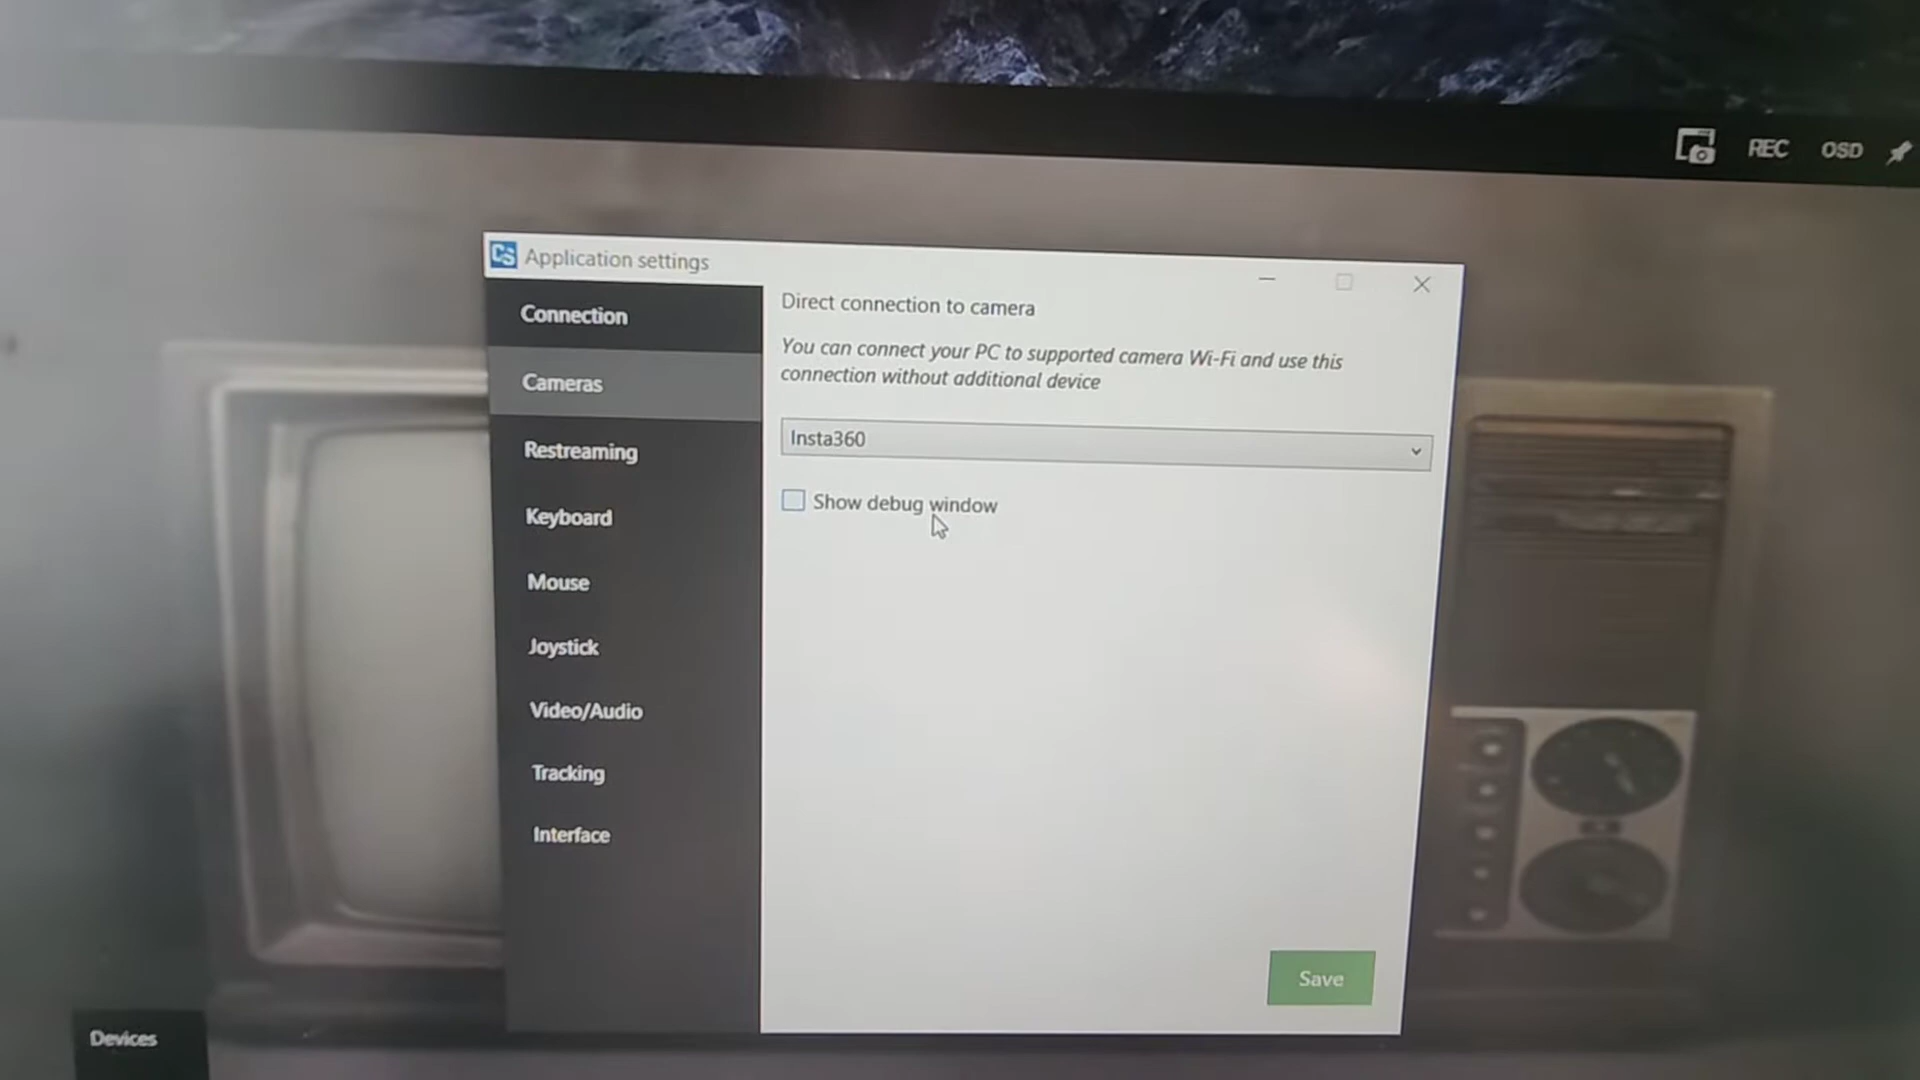 REC
OSD
CS
Application settings
Connection
Cameras
Restreaming
Keyboard
Mouse
Joystick
Video/Audio
Tracking
Interface
Direct connection to camera
You can connect your PC to supported camera Wi-Fi and use this
connection without additional device
Insta360
Show debug window
Save
Devices